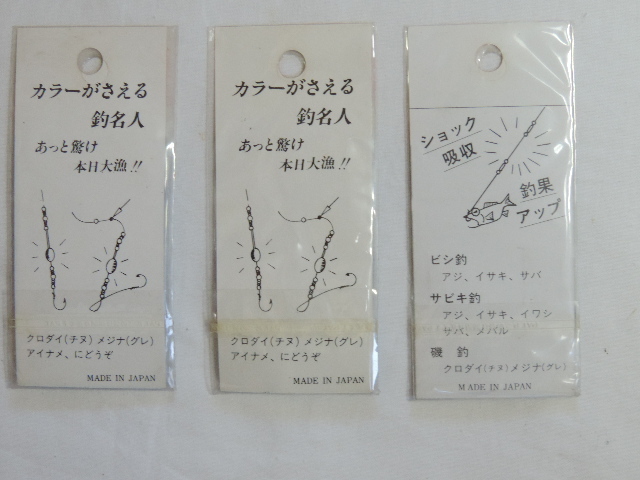 カラーがさえる
釣名人
あっと驚け
本日大漁!!
クロダイ(チヌ)メジナ(グレ)
アイナメ、にどうぞ
MADE IN JAPAN
カラーがさえる
釣名人
あっと驚け
本日大漁!!
クロダイ(チヌ)メジナ(グレ)
アイナメ、にどうぞ
MADE IN JAPAN
ショック
吸収
釣果
アップ
ビシ釣
アジ、イサキ、サバ
サビキ釣
アジ、イサキ、イワシ
サバ、メバル
磯 釣
クロダイ(チヌ)メジナ(グレ)
MADE IN JAPAN